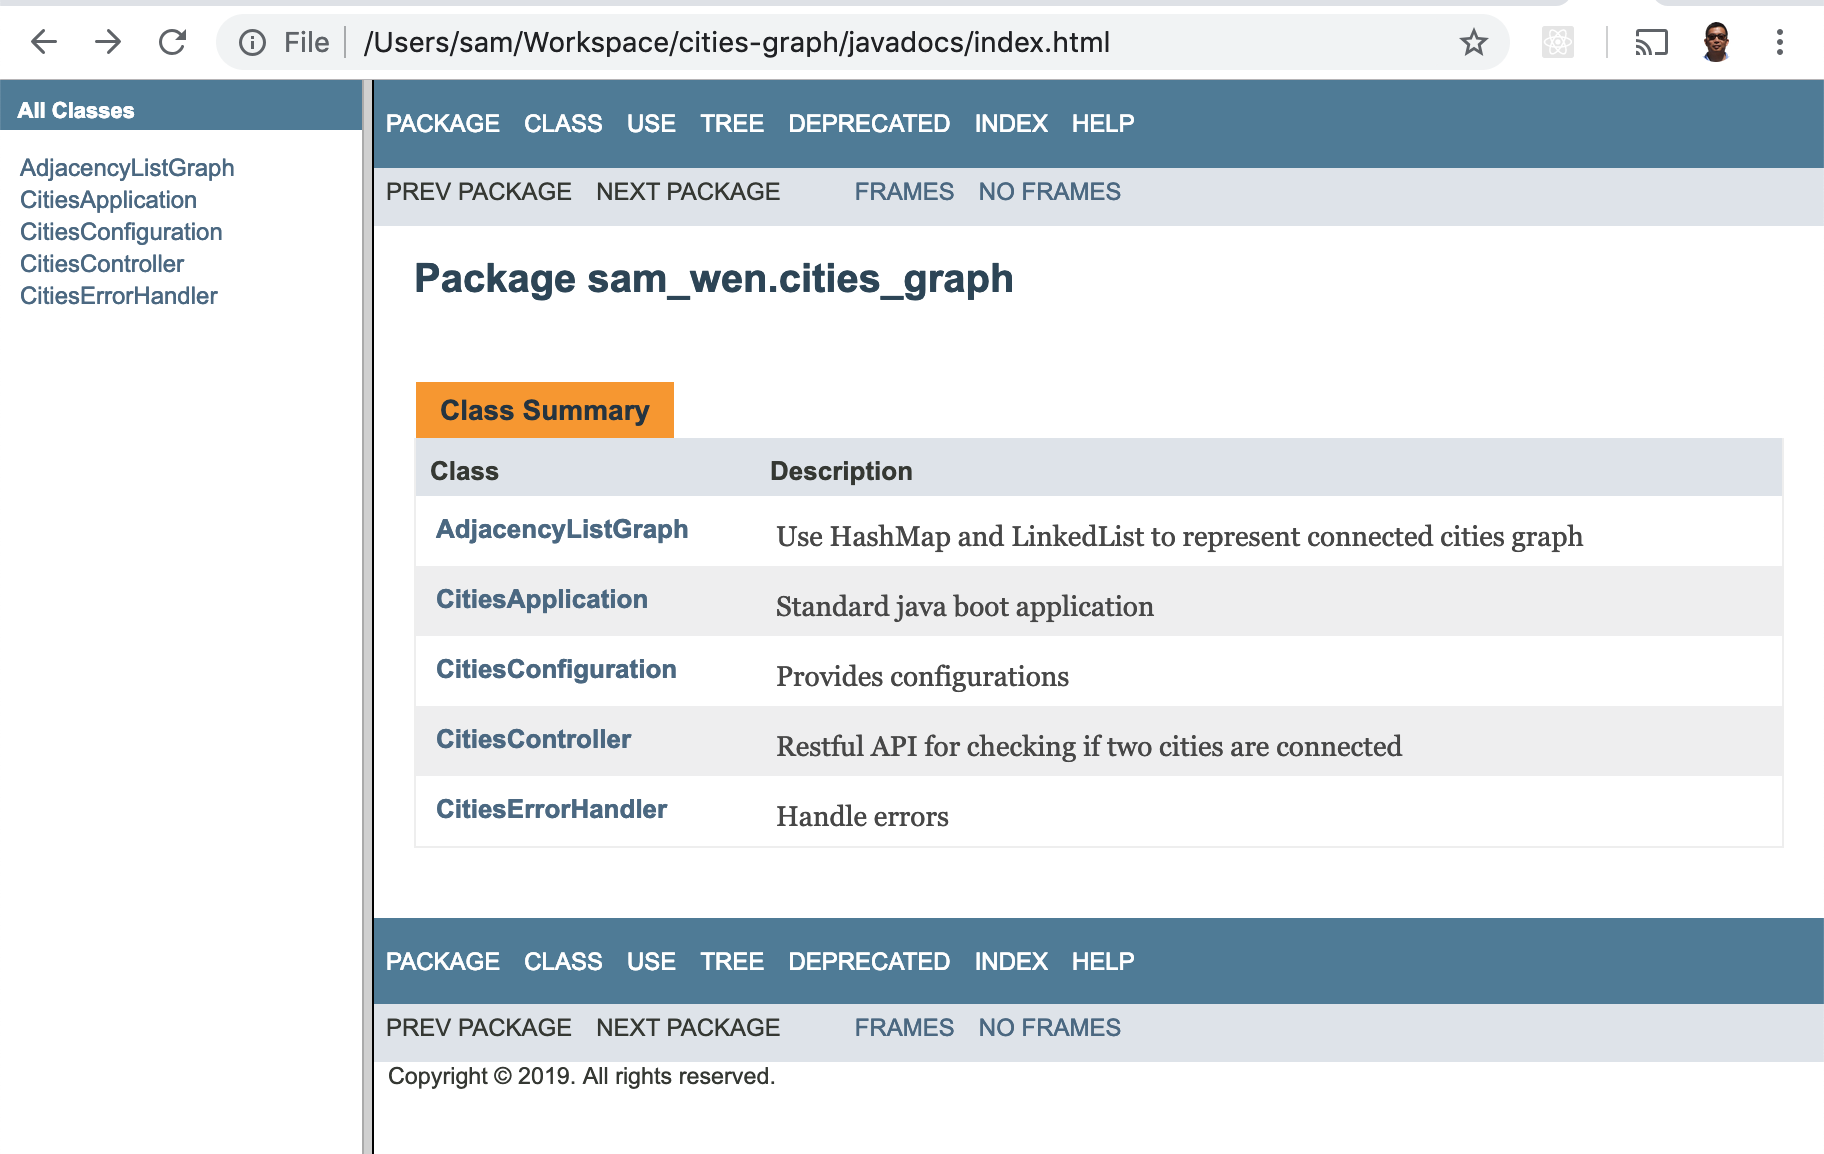 File /Users/sam/Workspace/cities-graph/javadocs/index.html
All Classes
AdjacencyListGraph
CitiesApplication
CitiesConfiguration
CitiesController
CitiesErrorHandler
PACKAGE CLASS USE TREE DEPRECATED INDEX HELP
PREV PACKAGE NEXT PACKAGE FRAMES NO FRAMES
Package sam_wen.cities_graph
Class Summary
Class Description
AdjacencyListGraph Use HashMap and LinkedList to represent connected cities graph
CitiesApplication Standard java boot application
CitiesConfiguration Provides configurations
CitiesController Restful API for checking if two cities are connected
CitiesErrorHandler Handle errors
PACKAGE CLASS USE TREE DEPRECATED INDEX HELP
PREV PACKAGE NEXT PACKAGE FRAMES NO FRAMES
Copyright © 2019. All rights reserved.